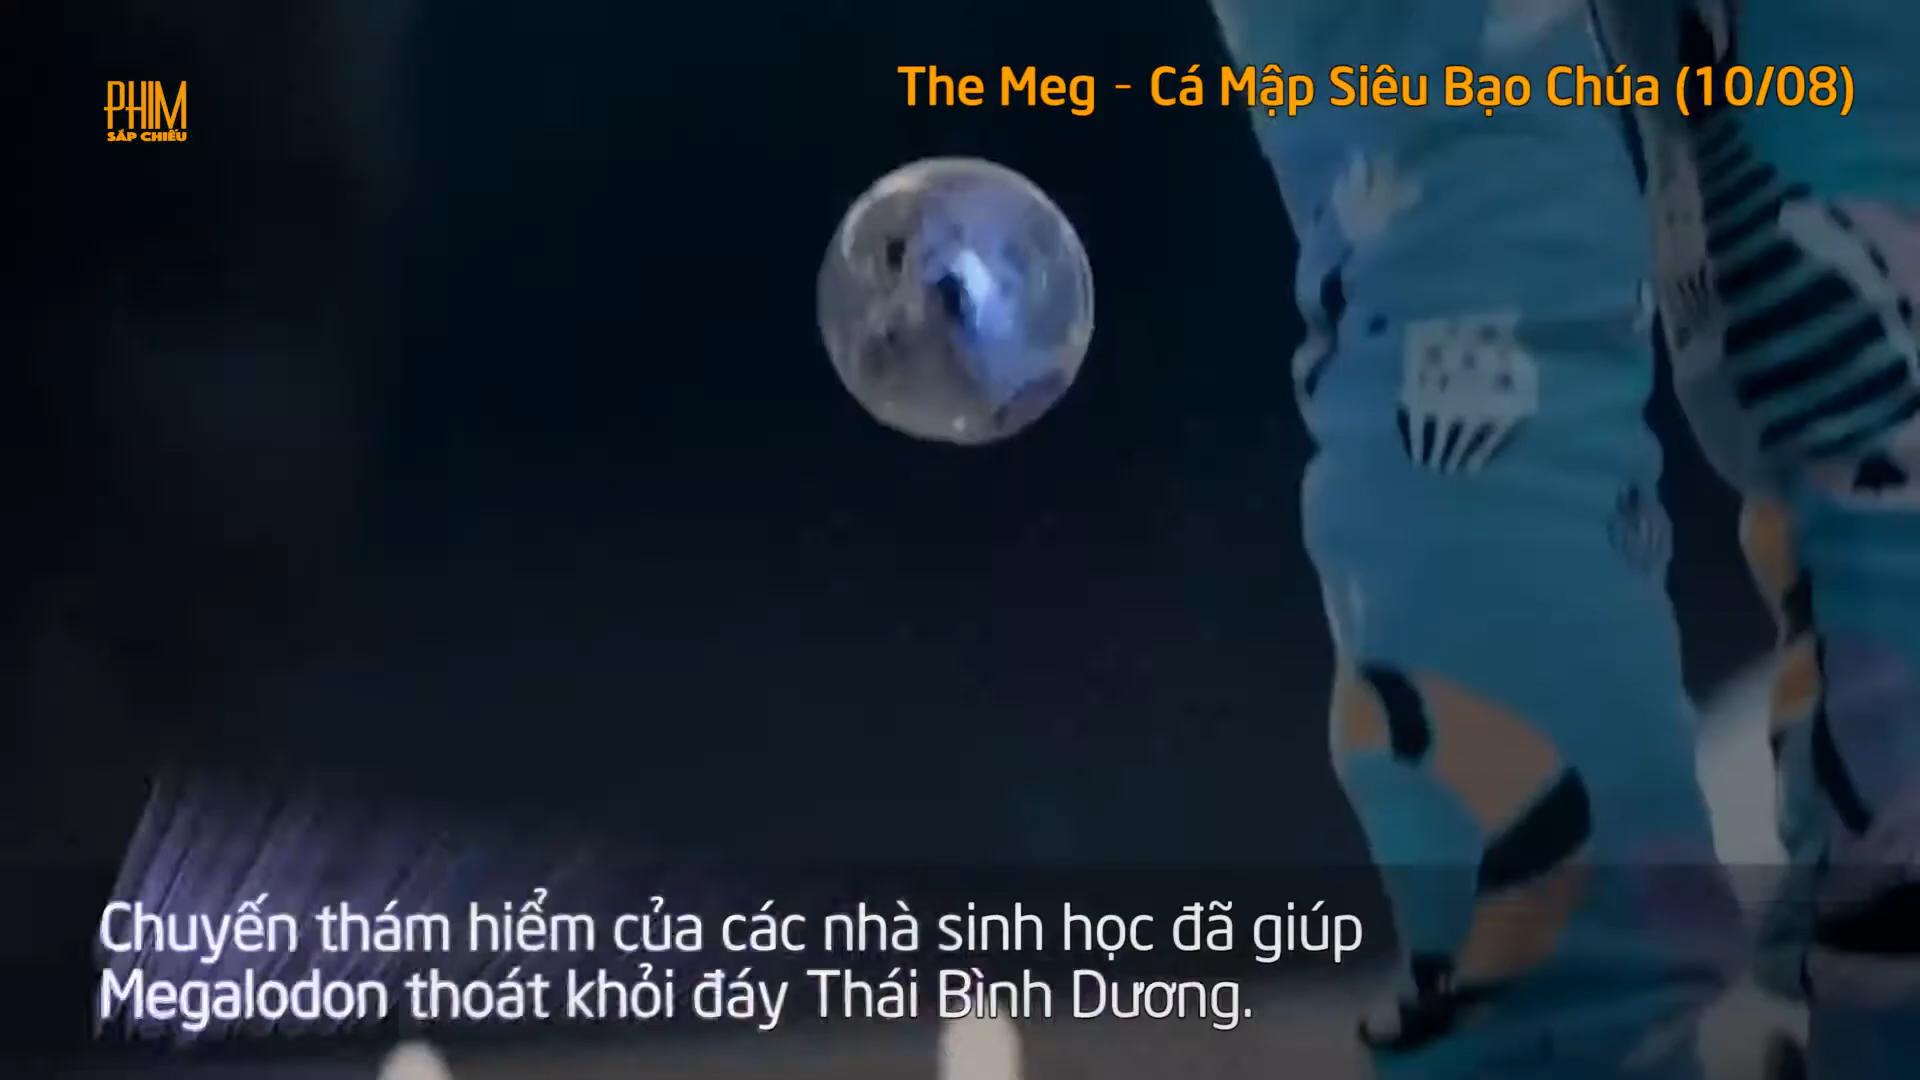 PHIM
SẮP CHIẾU
The Meg - Cá Mập Siêu Bạo Chúa (10/08)
Chuyến thám hiểm của các nhà sinh học đã giúp
Megalodon thoát khỏi đáy Thái Bình Dương.